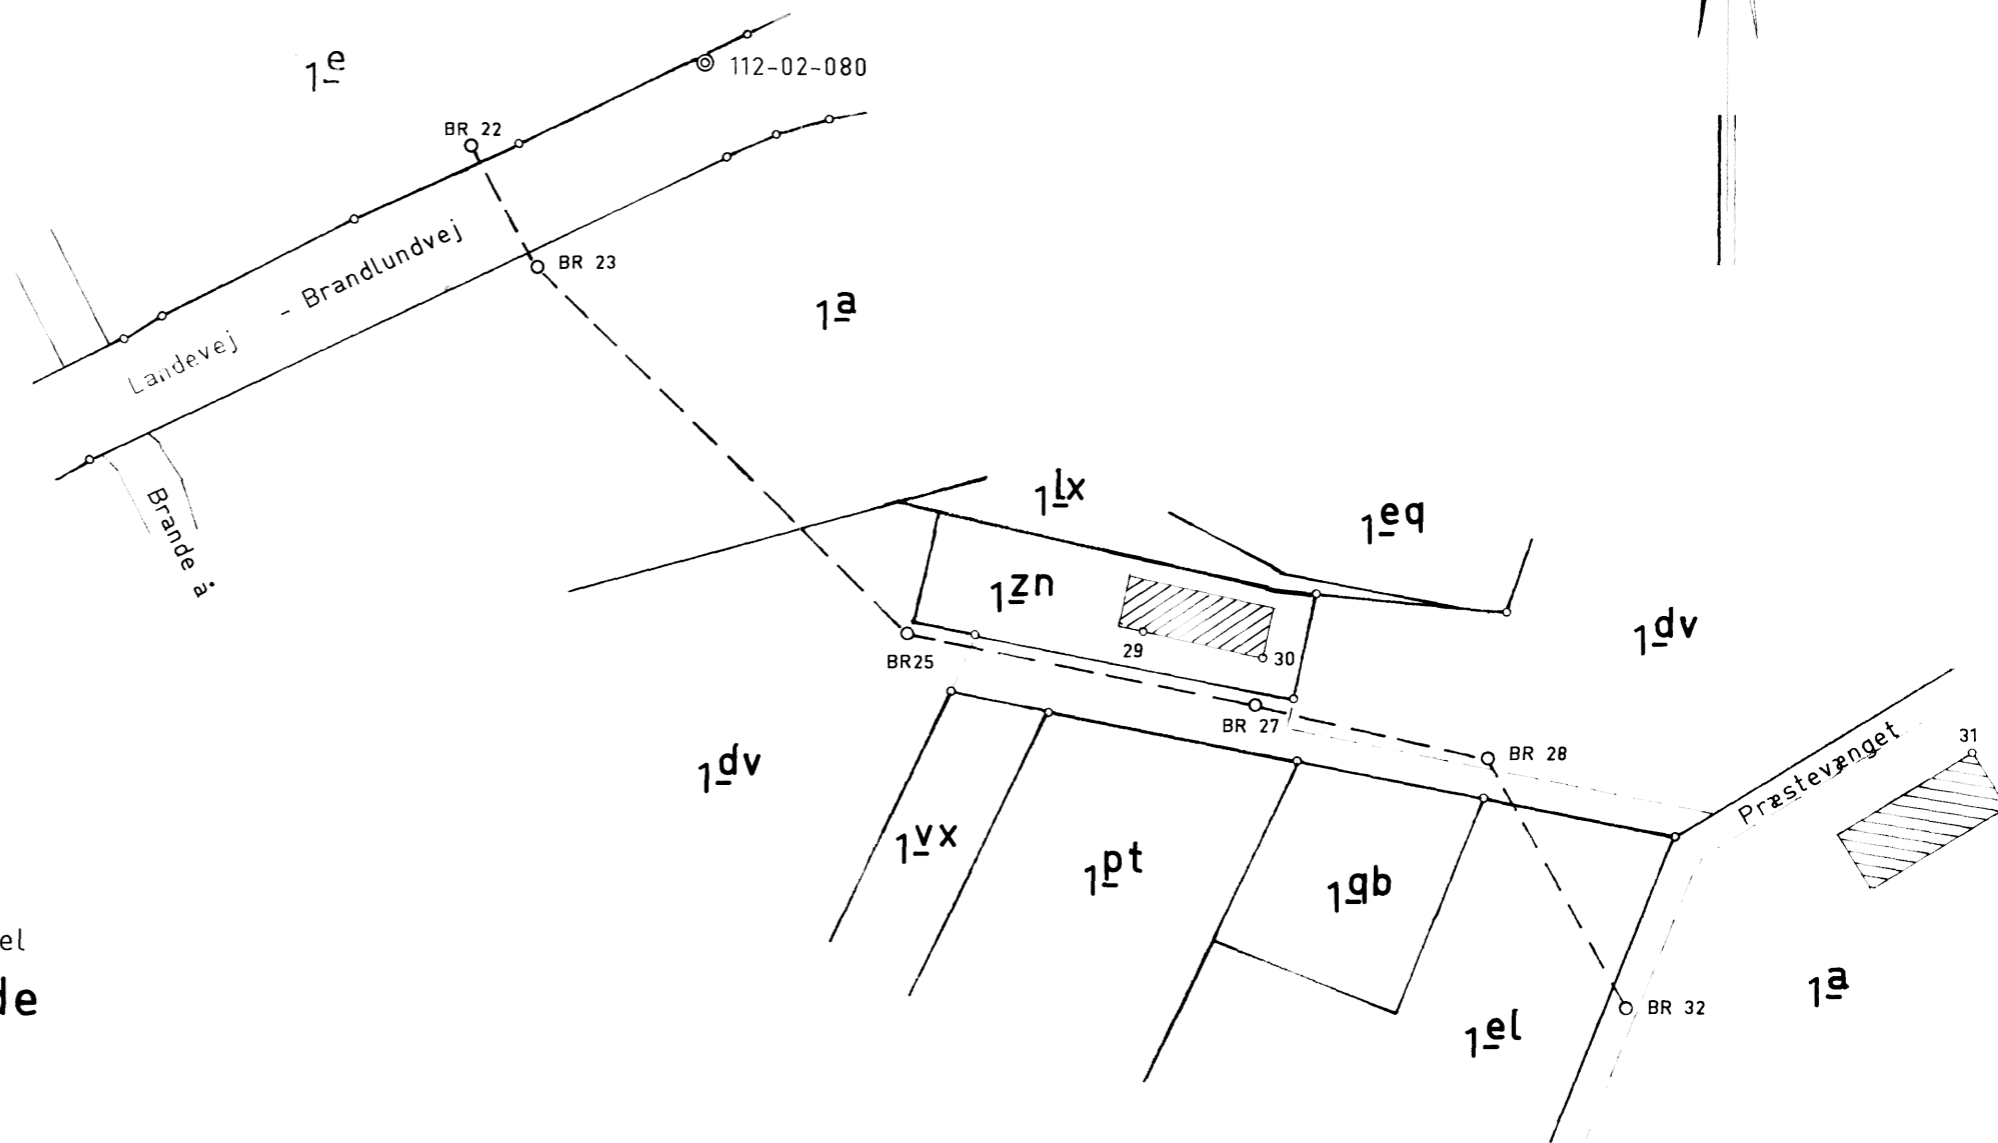 1e
112-02-080
BR 22
BR 23
Landevej - Brandlundvej
1a
Brande å
1lx
1eq
1zn
1dv
29
30
BR25
BR 27
BR 28
31
Præstevænget
1dv
1vx
1pt
1gb
el
de
1a
BR 32
1el